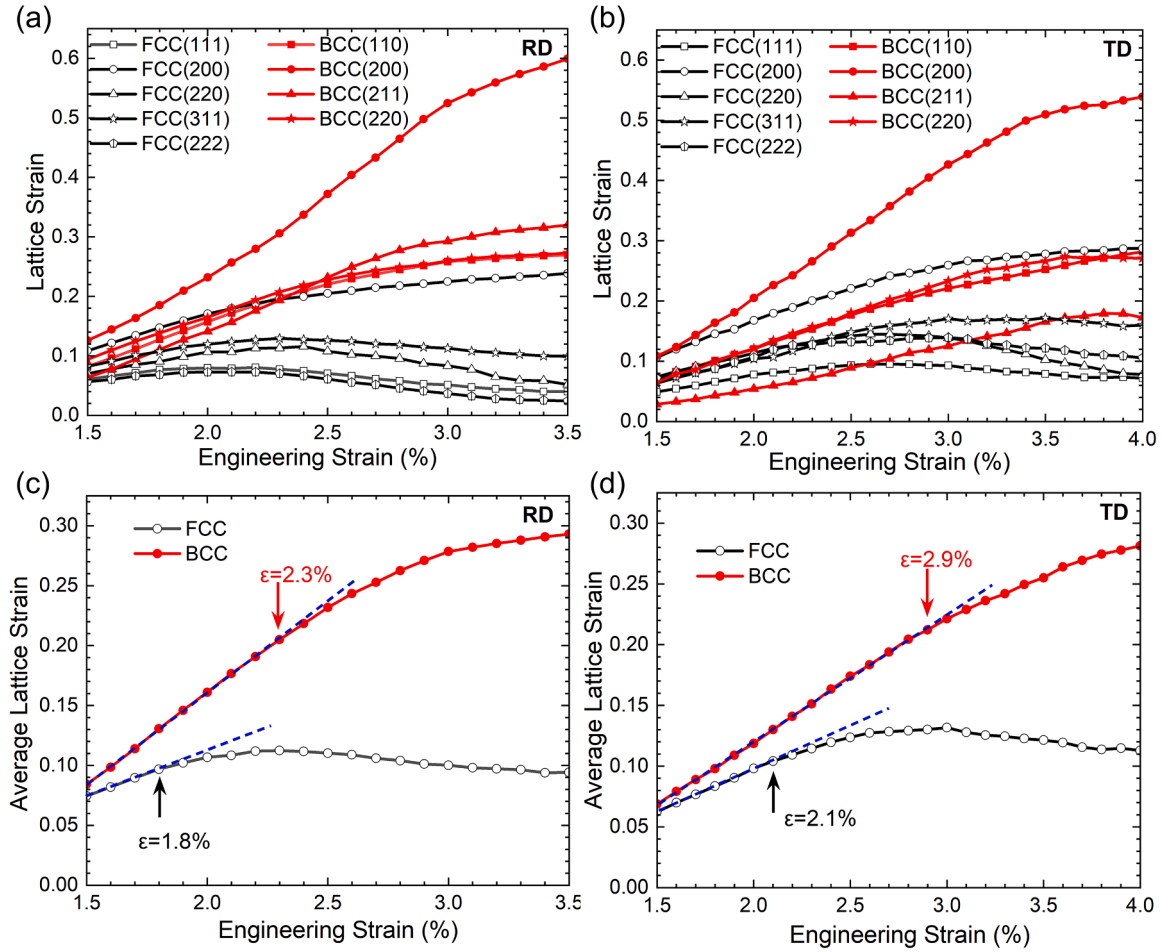 (a)
RD
FCC(111)
FCC(200)
FCC(220)
FCC(311)
FCC(222)
BCC(110)
BCC(200)
BCC(211)
BCC(220)
Lattice Strain
0.6
0.5
0.4
0.3
0.2
0.1
0.0
1.5 2.0 2.5 3.0 3.5
Engineering Strain (%)
(b)
TD
FCC(111)
FCC(200)
FCC(220)
FCC(311)
FCC(222)
BCC(110)
BCC(200)
BCC(211)
BCC(220)
Lattice Strain
0.6
0.5
0.4
0.3
0.2
0.1
0.0
1.5 2.0 2.5 3.0 3.5 4.0
Engineering Strain (%)
(c)
RD
FCC
BCC
ε=2.3%
ε=1.8%
Average Lattice Strain
0.30
0.25
0.20
0.15
0.10
0.05
0.00
1.5 2.0 2.5 3.0 3.5
Engineering Strain (%)
(d)
TD
FCC
BCC
ε=2.9%
ε=2.1%
Average Lattice Strain
0.30
0.25
0.20
0.15
0.10
0.05
0.00
1.5 2.0 2.5 3.0 3.5 4.0
Engineering Strain (%)